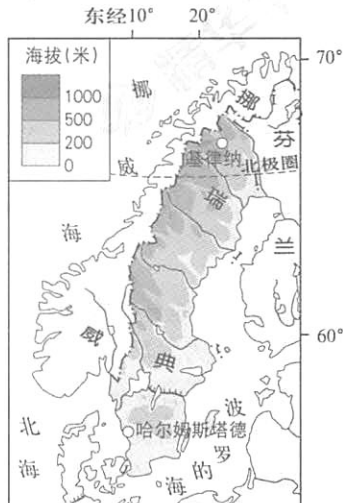 东经10° 20°
海拔(米)
1000
500
200
0
70°
挪
挪
芬
基律纳
威
北极圈
瑞
海
兰
60°
威
典
波
北
哈尔姆斯塔德
罗
海
的
海